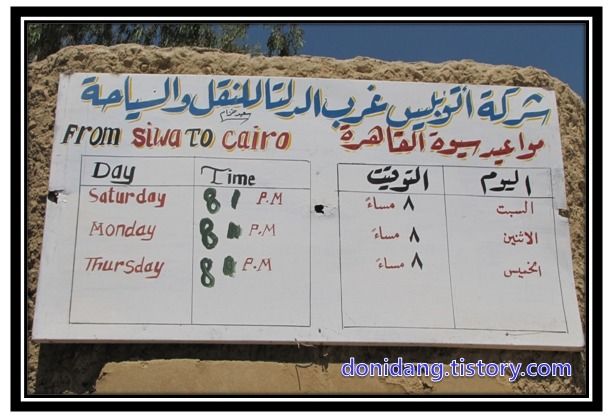 شركة اتوبيس غرب الدلتا للنقل والسياحة
From Siwa To Cairo مواعيد سيوة القاهرة
Day Time التوقيت اليوم
Saturday 8 P.M ٨ مساءً السبت
Monday 8 P.M ٨ مساءً الاثنين
Thursday 8 P.M ٨ مساءً الخميس
donidang.tistory.com